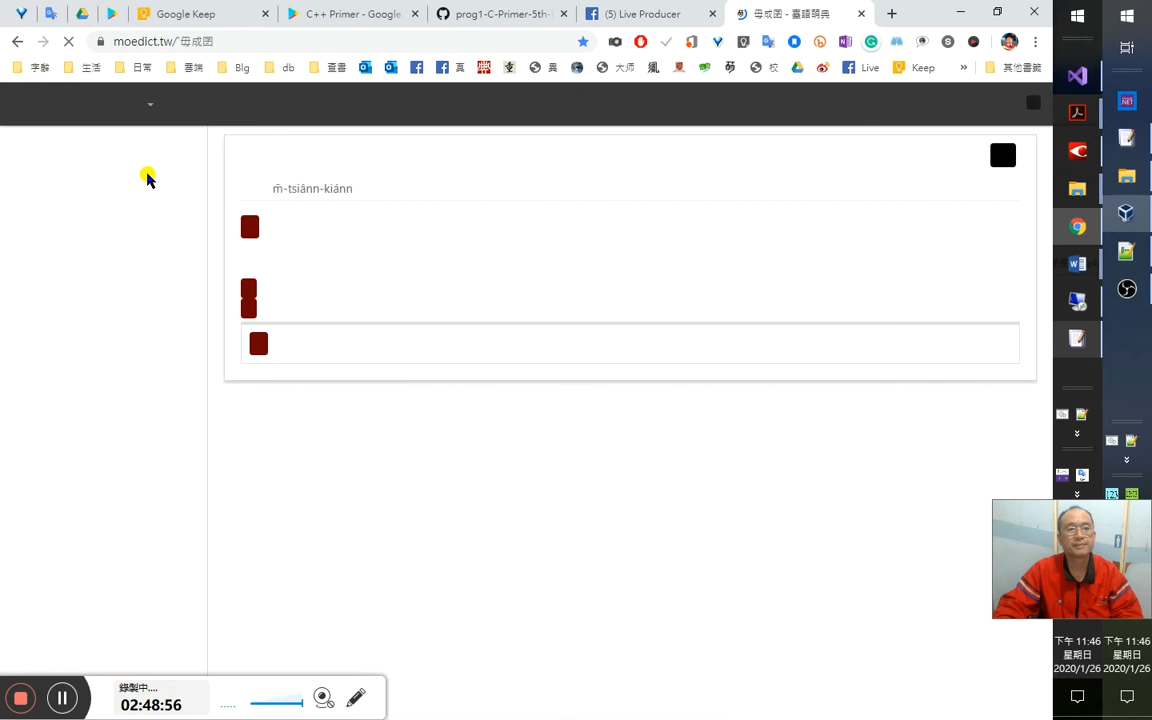 Google Keep
C++ Primer - Google
prog1-C-Primer-5th-
(5) Live Producer
毋成囝 - 臺語萌典
moedict.tw/'毋成囝
字辭
生活
日常
雲端
Blg
db
查書
真
異
大师
校
Live
Keep
»
其他書籤
m̄-tsiânn-kiánn
錄製中....
02:48:56
下午 11:46
星期日
2020/1/26
下午 11:46
星期日
2020/1/26